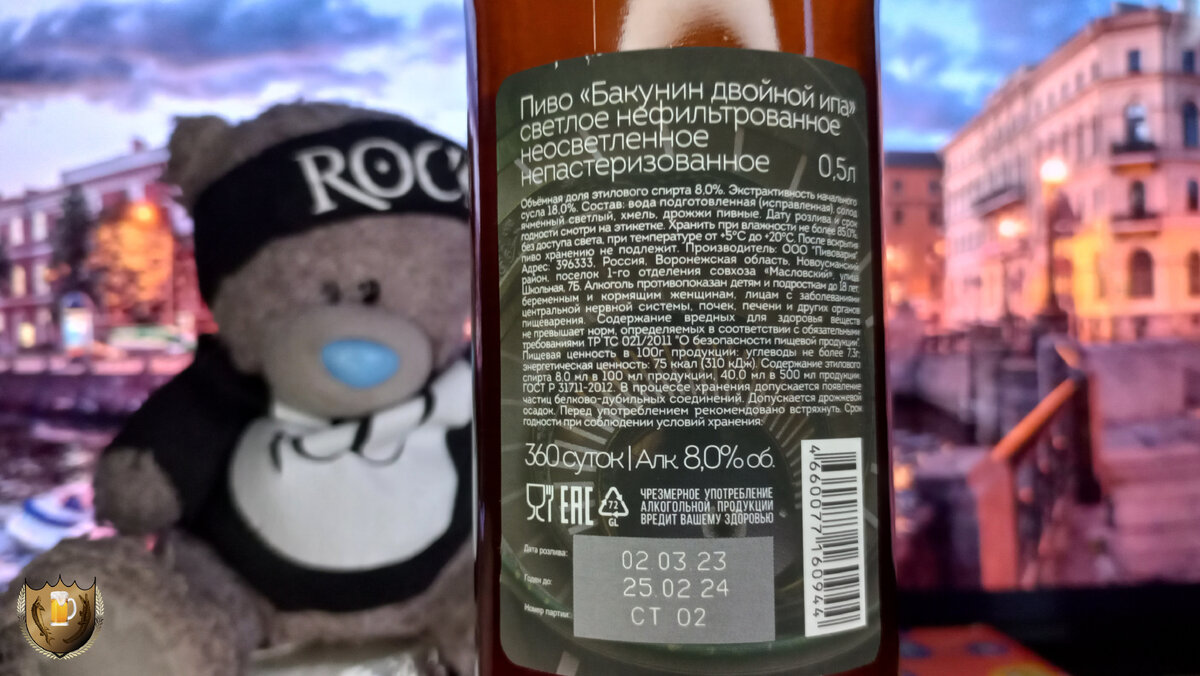 ROC
Пиво «Бакунин двойной ипа»
светлое нефильтрованное
неосветленное
непастеризованное 0.5л
Объёмная доля этилового спирта 8,0%. Экстрактивность начального
сусла 18,0%. Состав: вода подготовленная (исправленная), солод
ячменный светлый, хмель, дрожжи пивные. Дату розлива и срок
годности смотри на этикетке. Хранить при влажности не более 85,0%
без доступа света, при температуре от +5°С до +20°С. После вскрытия
пиво хранению не подлежит. Производитель: ООО "Пивоварня"
Адрес: 396333, Россия, Воронежская область, Новоусманский
район, поселок 1-го отделения совхоза «Масловский», улица
Школьная, 7Б. Алкоголь противопоказан детям и подросткам до 18 лет,
беременным и кормящим женщинам, лицам с заболеваниями
центральной нервной системы, почек, печени и других органов
пищеварения. Содержание вредных для здоровья веществ
не превышает норм, определяемых в соответствии с обязательными
требованиями ТР ТС 021/2011 "О безопасности пищевой продукции".
Пищевая ценность в 100г продукции: углеводы не более 7.3г;
энергетическая ценность: 75 ккал (310 кДж). Содержание этилового
спирта 8.0 мл в 100 мл продукции, 40,0 мл в 500 мл продукции
ГОСТ Р 31711-2012. В процессе хранения допускается появление
частиц белково-дубильных соединений. Допускается дрожжевой
осадок. Перед употреблением рекомендовано встряхнуть. Срок
годности при соблюдении условий хранения:
360 суток | Алк. 8,0% об.
EAC 72 GL
ЧРЕЗМЕРНОЕ УПОТРЕБЛЕНИЕ
АЛКОГОЛЬНОЙ ПРОДУКЦИИ
ВРЕДИТ ВАШЕМУ ЗДОРОВЬЮ
Дата розлива: 02.03.23
Годен до: 25.02.24
Номер партии: СТ 02
4660077160944